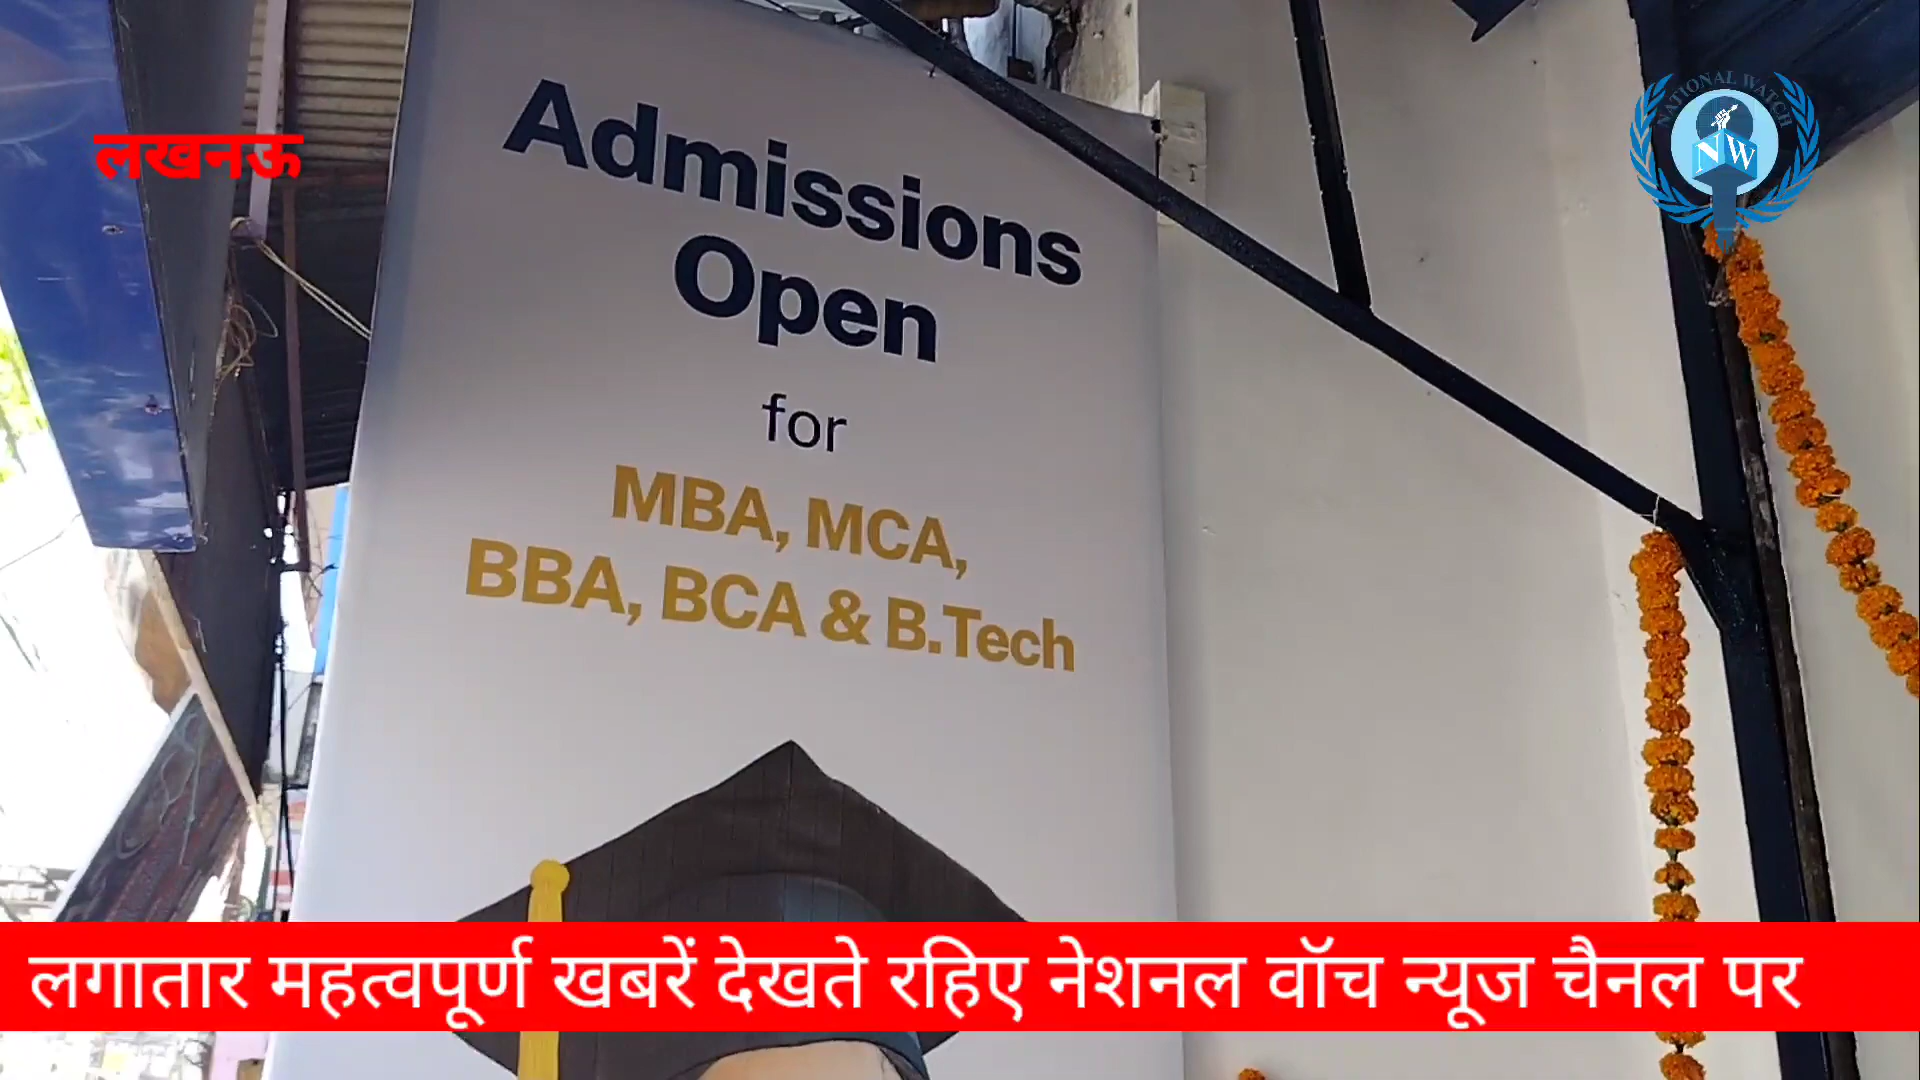 लखनऊ
NATIONAL WATCH
NW
Admissions
Open
for
MBA, MCA,
BBA, BCA & B.Tech
लगातार महत्वपूर्ण खबरें देखते रहिए नेशनल वॉच न्यूज चैनल पर